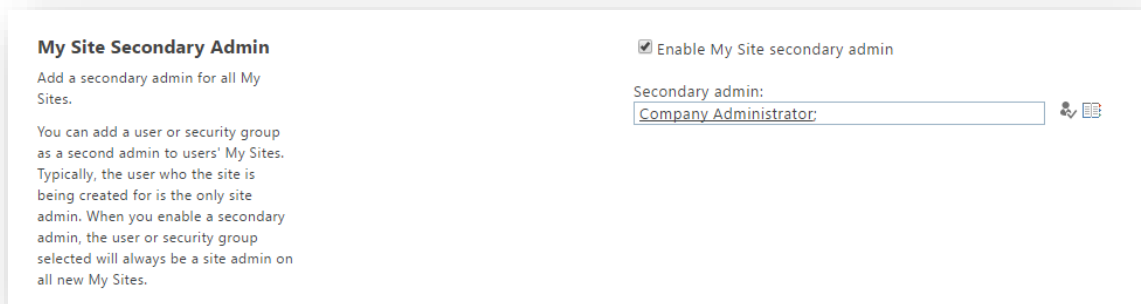 My Site Secondary Admin
Add a secondary admin for all My
Sites.
You can add a user or security group
as a second admin to users' My Sites.
Typically, the user who the site is
being created for is the only site
admin. When you enable a secondary
admin, the user or security group
selected will always be a site admin on
all new My Sites.
Enable My Site secondary admin
Secondary admin:
Company Administrator;